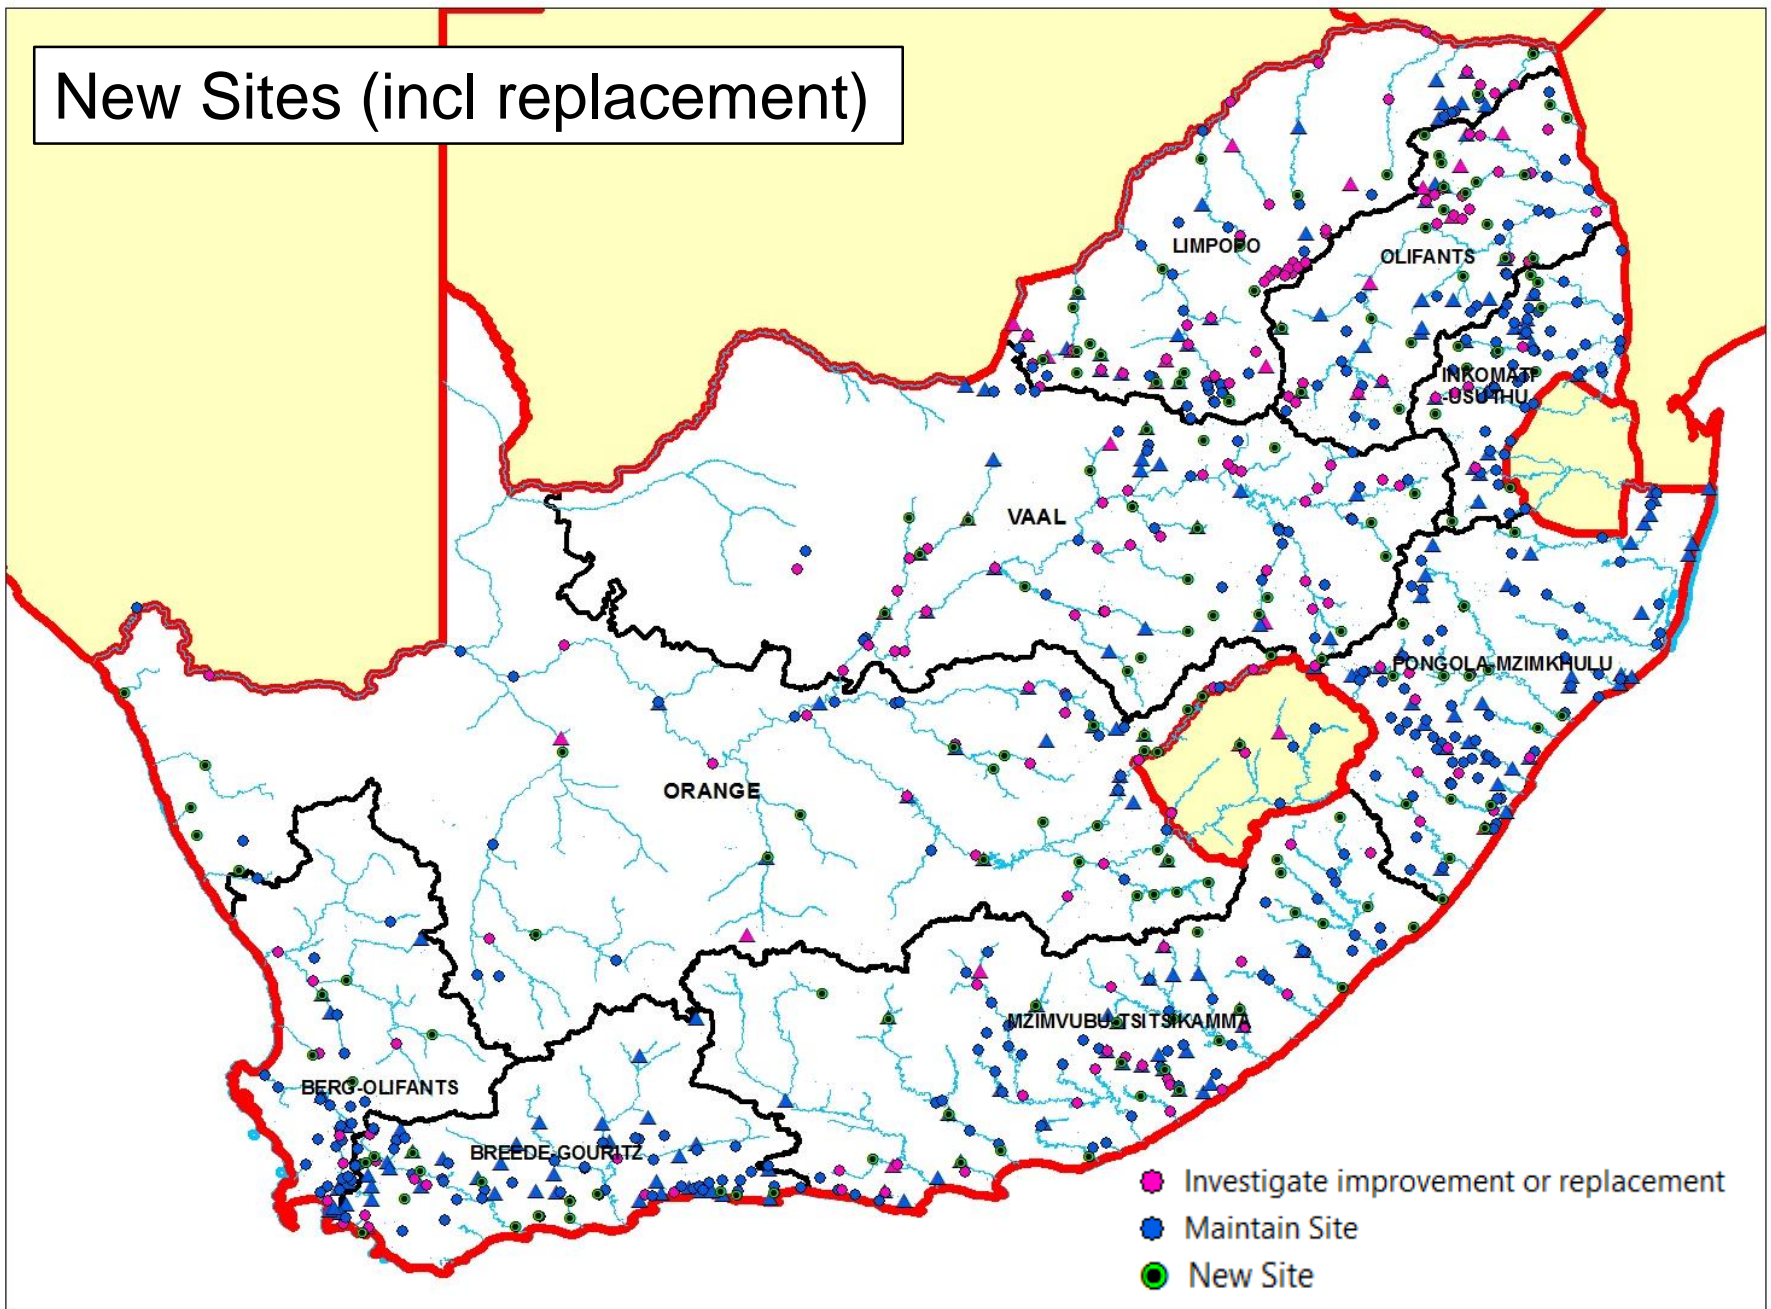 New Sites (incl replacement)
LIMPOPO
OLIFANTS
INKOMATI
-USUTHU
VAAL
PONGOLA-MZIMKHULU
ORANGE
MZIMVUBU-TSITSIKAMMA
BERG-OLIFANTS
BREEDE-GOURITZ
Investigate improvement or replacement
Maintain Site
New Site